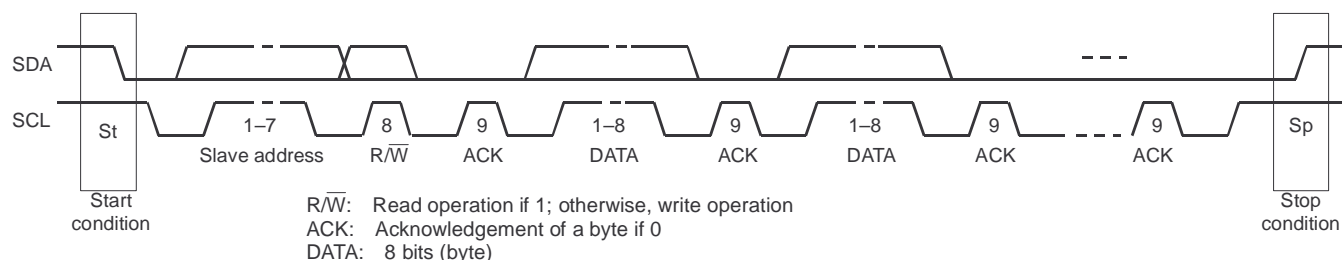 SDA
SCL
St
1–7
8
9
1–8
9
1–8
9
9
Sp
Slave address
R/W̅
ACK
DATA
ACK
DATA
ACK
ACK
Start
condition
Stop
condition
R/W̅: Read operation if 1; otherwise, write operation
ACK: Acknowledgement of a byte if 0
DATA: 8 bits (byte)